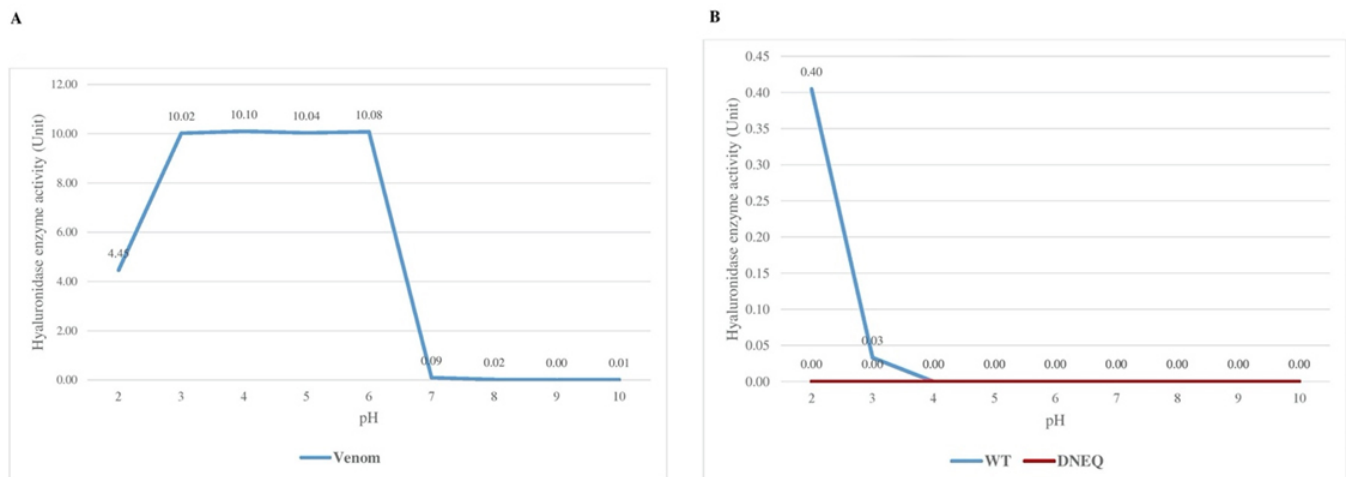 A
Hyaluronidase enzyme activity (Unit)
12.00
10.00
8.00
6.00
4.00
2.00
0.00
4.45
10.02
10.10
10.04
10.08
0.09
0.02
0.00
0.01
2 3 4 5 6 7 8 9 10
pH
Venom
B
Hyaluronidase enzyme activity (Unit)
0.45
0.40
0.35
0.30
0.25
0.20
0.15
0.10
0.05
0.00
0.40
0.03
0.00 0.00 0.00 0.00 0.00 0.00 0.00 0.00 0.00
2 3 4 5 6 7 8 9 10
pH
WT DNEQ